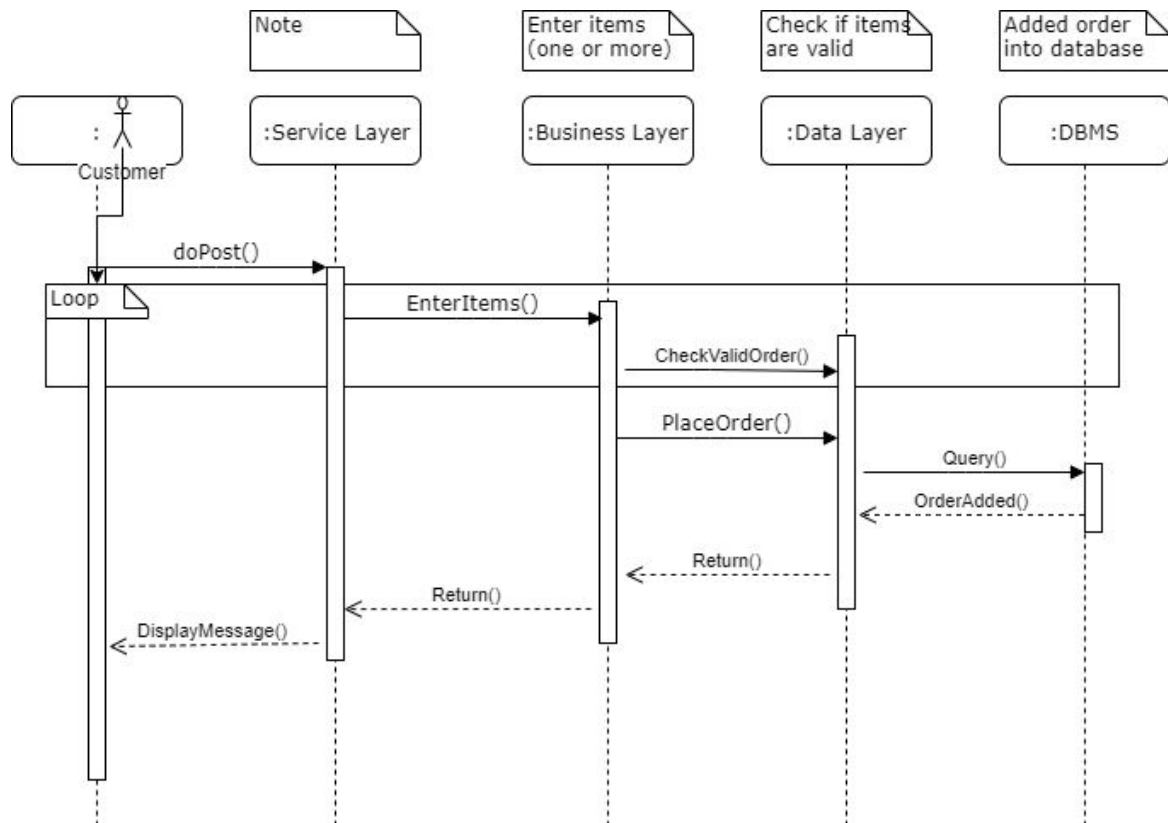 Note
Enter items
(one or more)
Check if items
are valid
Added order
into database
:
Customer
:Service Layer
:Business Layer
:Data Layer
:DBMS
doPost()
Loop
EnterItems()
CheckValidOrder()
PlaceOrder()
Query()
OrderAdded()
Return()
Return()
DisplayMessage()